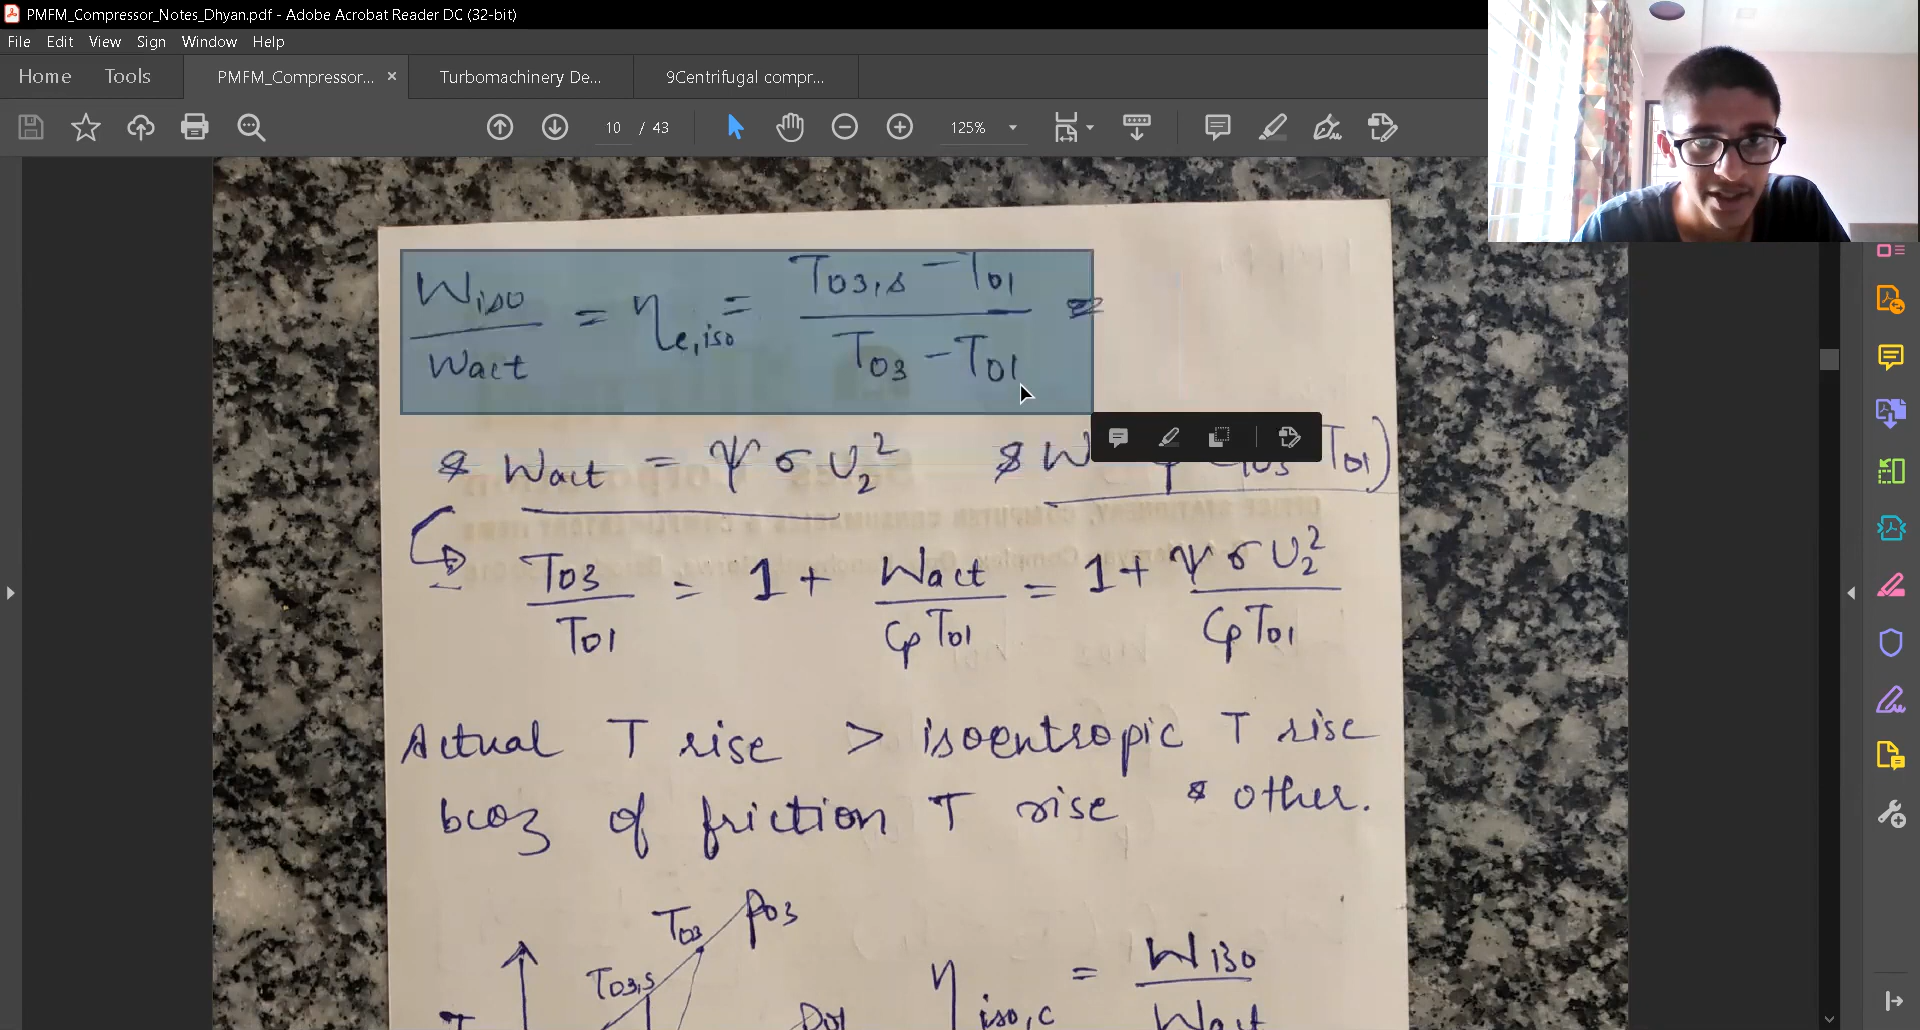 PMFM_Compressor_Notes_Dhyan.pdf - Adobe Acrobat Reader DC (32-bit)
File Edit View Sign Window Help
Home Tools PMFM_Compressor... × Turbomachinery De... 9Centrifugal compr...
10 / 43 125%
Wiso / Wact = ηc,iso = T03,s − T01 / T03 − T01 =
* Wact = ψ σ U₂² & W T01)
T03 / T01 = 1 + Wact / Cp T01 = 1 + ψ σ U₂² / Cp T01
Actual T rise > isoentropic T rise
bcoz of friction T rise & other.
T03 P03
T03,s
η iso,c = Wiso / Wact
T P01